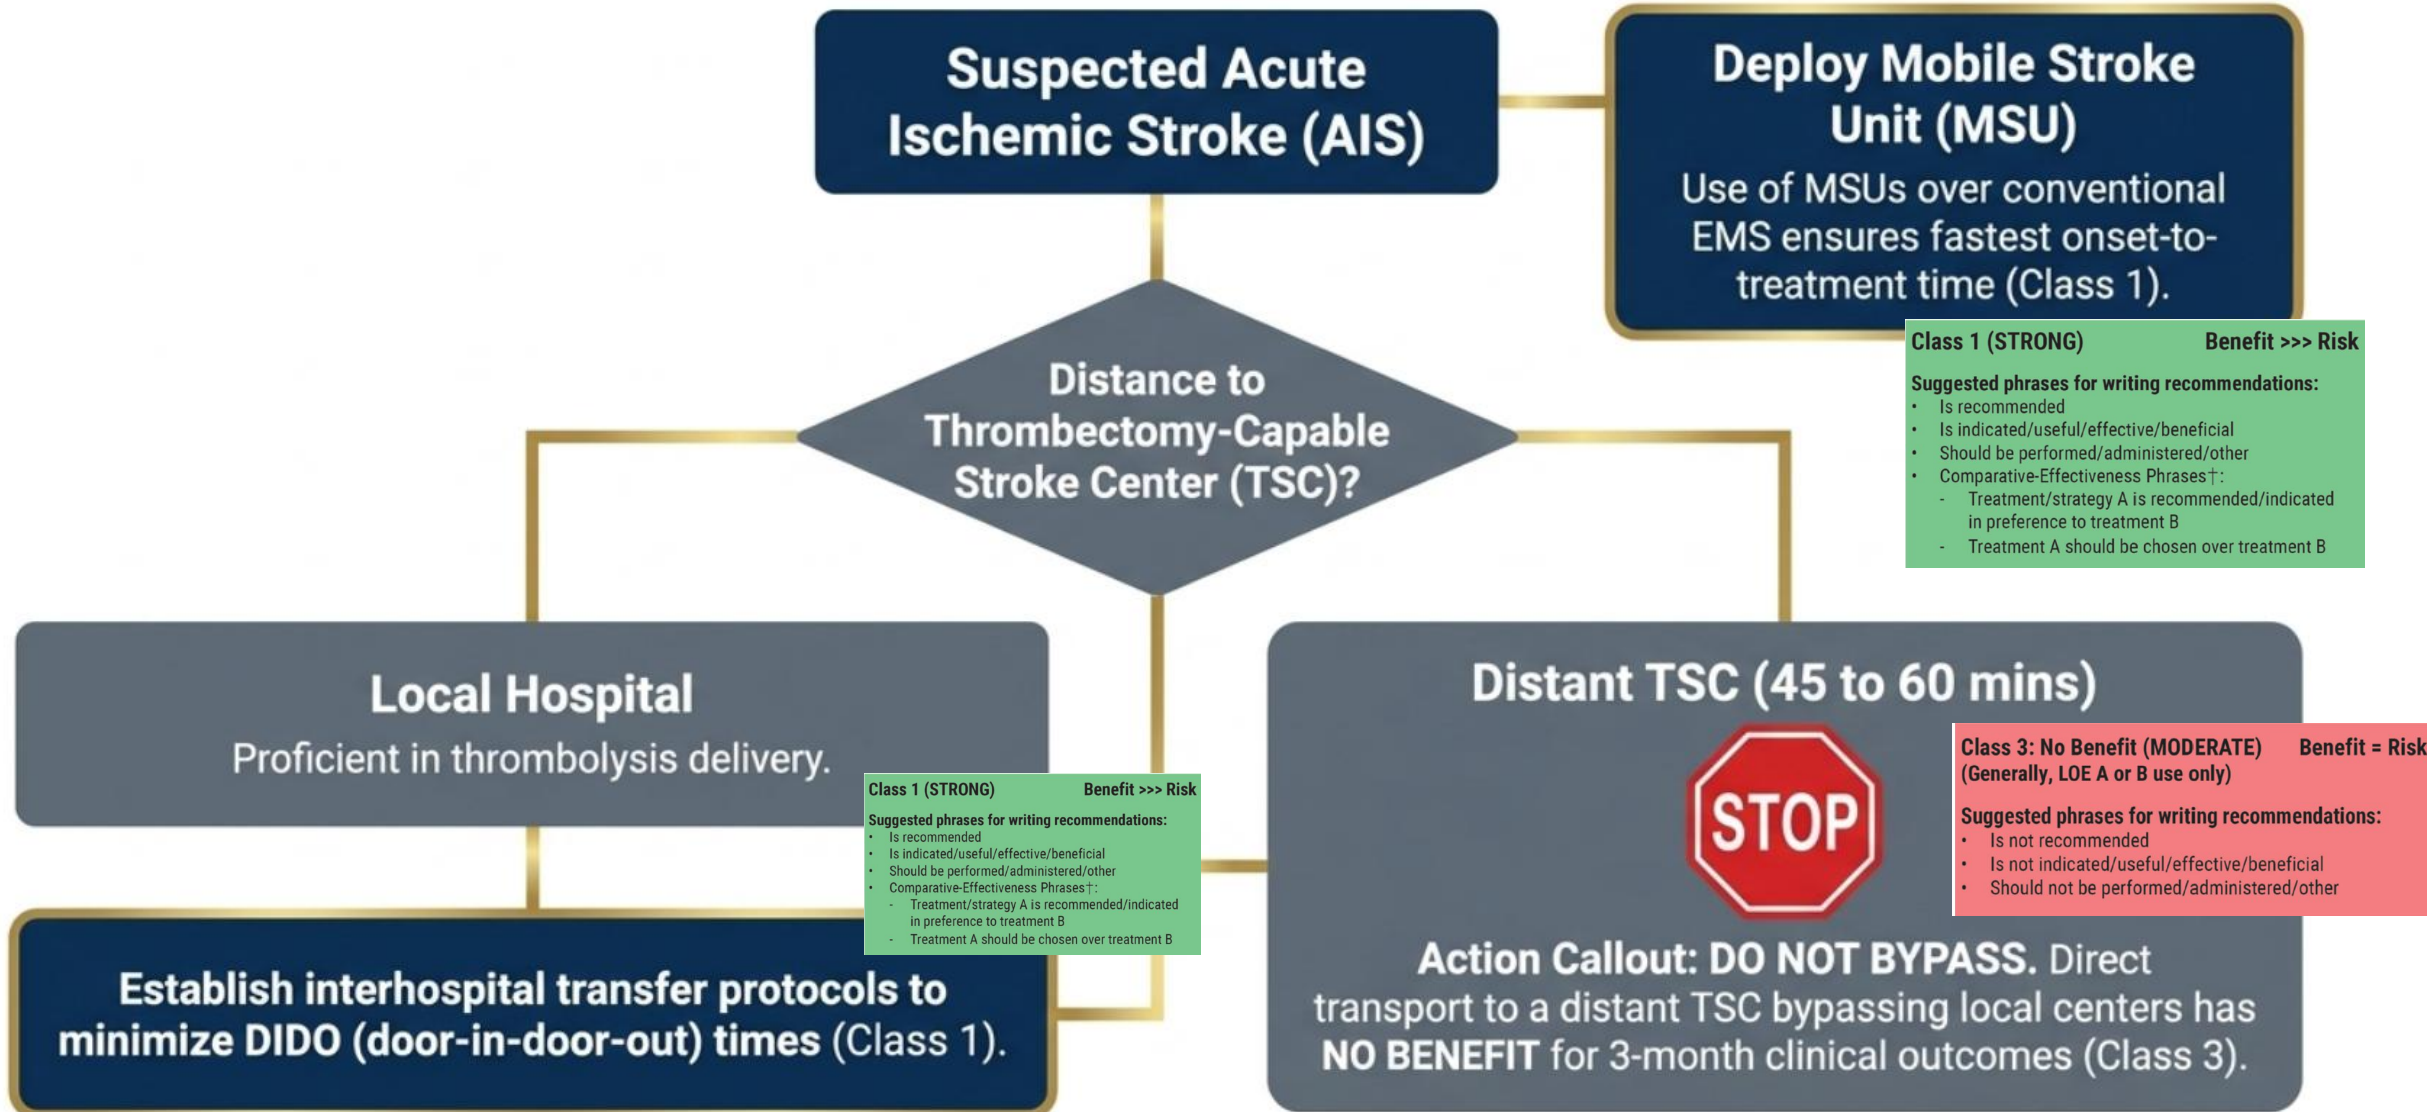 Suspected Acute
Ischemic Stroke (AIS)
Deploy Mobile Stroke
Unit (MSU)
Use of MSUs over conventional
EMS ensures fastest onset-to-
treatment time (Class 1).
Class 1 (STRONG) Benefit >>> Risk
Suggested phrases for writing recommendations:
• Is recommended
• Is indicated/useful/effective/beneficial
• Should be performed/administered/other
• Comparative-Effectiveness Phrases†:
- Treatment/strategy A is recommended/indicated
in preference to treatment B
- Treatment A should be chosen over treatment B
Distance to
Thrombectomy-Capable
Stroke Center (TSC)?
Local Hospital
Proficient in thrombolysis delivery.
Class 1 (STRONG) Benefit >>> Risk
Suggested phrases for writing recommendations:
• Is recommended
• Is indicated/useful/effective/beneficial
• Should be performed/administered/other
• Comparative-Effectiveness Phrases†:
- Treatment/strategy A is recommended/indicated
in preference to treatment B
- Treatment A should be chosen over treatment B
Establish interhospital transfer protocols to
minimize DIDO (door-in-door-out) times (Class 1).
Distant TSC (45 to 60 mins)
STOP
Class 3: No Benefit (MODERATE) Benefit = Risk
(Generally, LOE A or B use only)
Suggested phrases for writing recommendations:
• Is not recommended
• Is not indicated/useful/effective/beneficial
• Should not be performed/administered/other
Action Callout: DO NOT BYPASS. Direct
transport to a distant TSC bypassing local centers has
NO BENEFIT for 3-month clinical outcomes (Class 3).